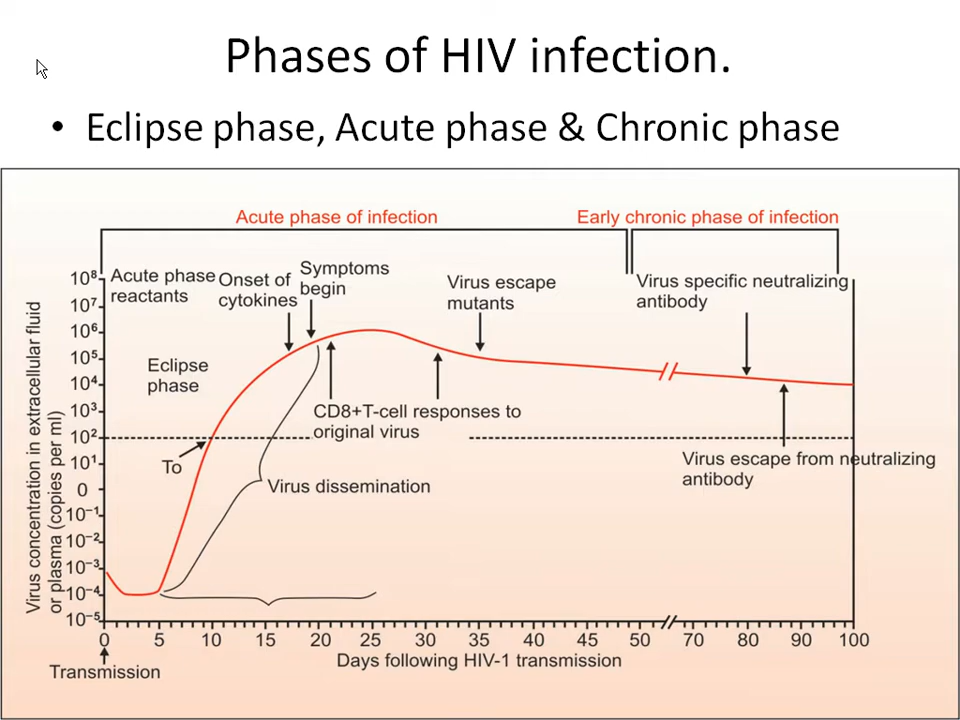 Phases of HIV infection.
• Eclipse phase, Acute phase & Chronic phase
Acute phase of infection
Early chronic phase of infection
Acute phase
reactants
Onset of
cytokines
Symptoms
begin
Virus escape
mutants
Virus specific neutralizing
antibody
Eclipse
phase
CD8+T-cell responses to
original virus
To
Virus dissemination
Virus escape from neutralizing
antibody
Virus concentration in extracellular fluid
or plasma (copies per ml)
10⁸
10⁷
10⁶
10⁵
10⁴
10³
10²
10¹
0
10⁻¹
10⁻²
10⁻³
10⁻⁴
10⁻⁵
0 5 10 15 20 25 30 35 40 45 50 70 80 90 100
Transmission
Days following HIV-1 transmission